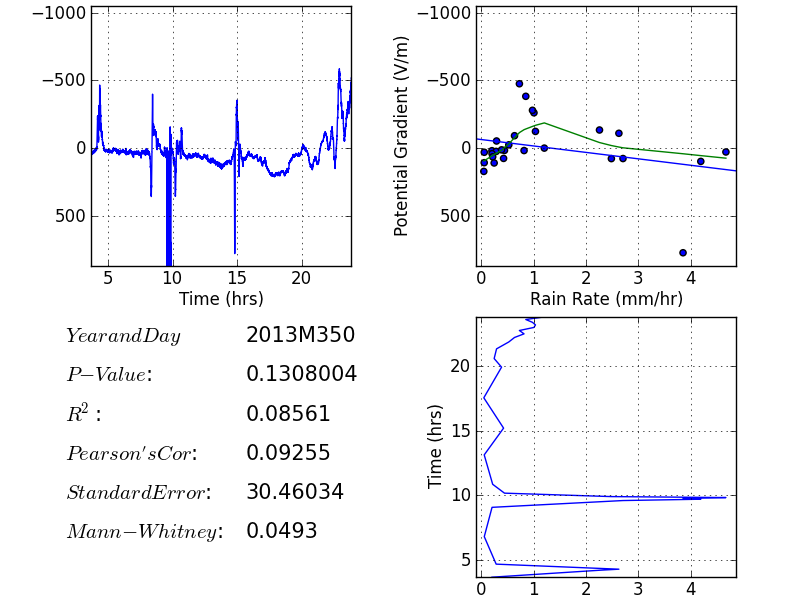 −1000
−500
0
500
5 10 15 20
Time (hrs)
−1000
−500
0
500
Potential Gradient (V/m)
0 1 2 3 4
Rain Rate (mm/hr)
YearandDay 2013M350
P−Value: 0.1308004
R²: 0.08561
Pearson'sCor: 0.09255
StandardError: 30.46034
Mann−Whitney: 0.0493
20
15
10
5
Time (hrs)
0 1 2 3 4